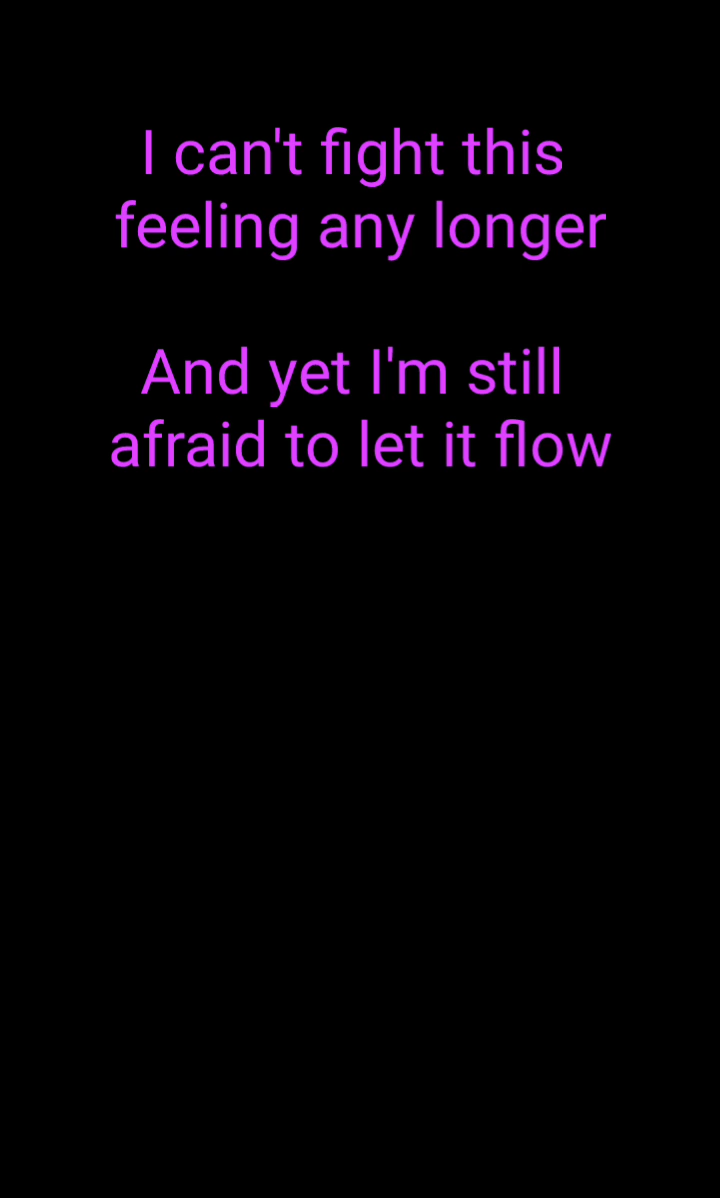 I can't fight this
feeling any longer
And yet I'm still
afraid to let it flow